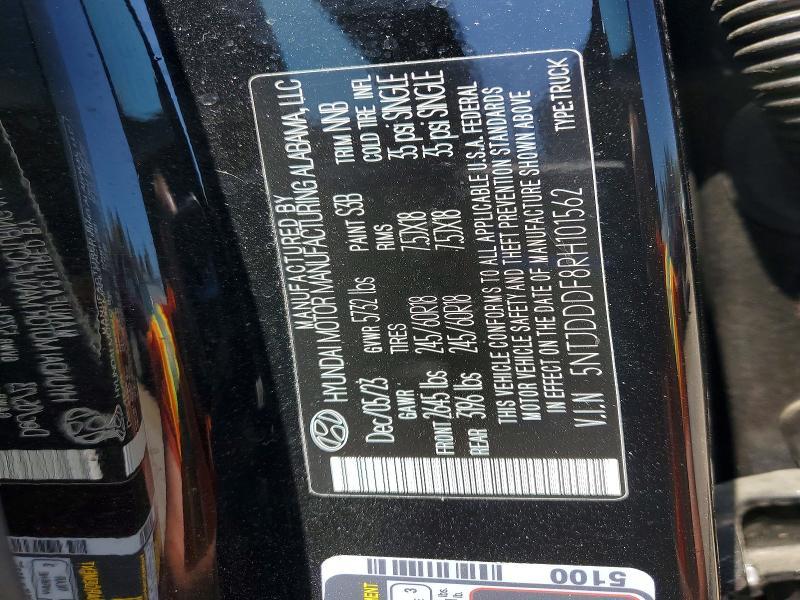 MANUFACTURED BY
HYUNDAI MOTOR MANUFACTURING ALABAMA, LLC
Dec/05/23 GVWR 5732 lbs PAINT S3B TRIM NNB
GAWR TIRES RIMS COLD TIRE INFL
FRONT 2645 lbs 245/60R18 7.5JX18 35 psi SINGLE
REAR 3196 lbs 245/60R18 7.5JX18 35 psi SINGLE
THIS VEHICLE CONFORMS TO ALL APPLICABLE U.S.A. FEDERAL
MOTOR VEHICLE SAFETY AND THEFT PREVENTION STANDARDS
IN EFFECT ON THE DATE OF MANUFACTURE SHOWN ABOVE
V.I.N 5NTJDDDF8RH101562 TYPE:TRUCK
5100